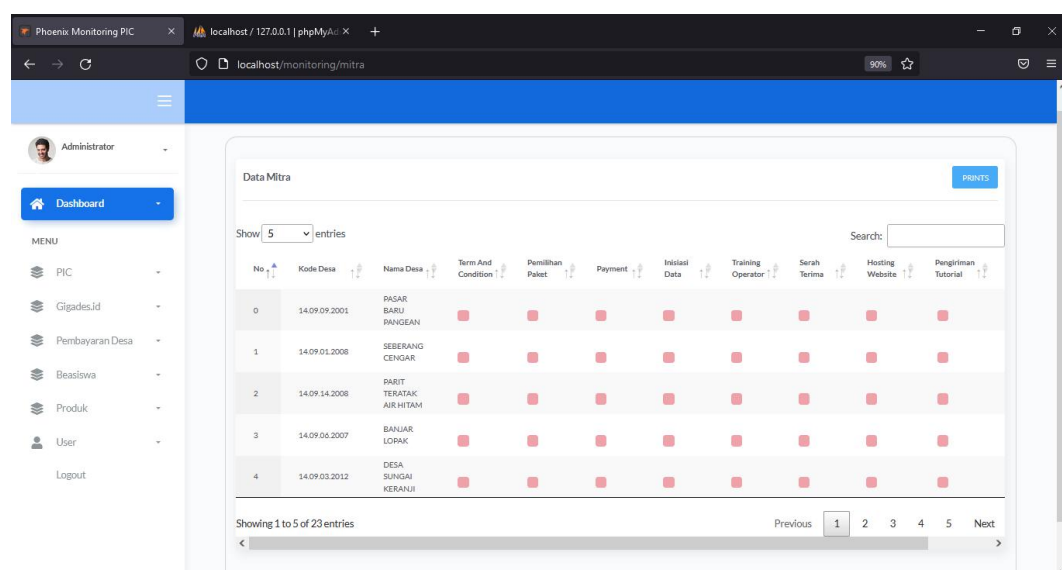 Phoenix Monitoring PIC
localhost / 127.0.0.1 | phpMyAd
localhost/monitoring/mitra
90%
Administrator
Dashboard
MENU
PIC
Gigades.id
Pembayaran Desa
Beasiswa
Produk
User
Logout
Data Mitra
PRINTS
Show 5 entries
Search:
No Kode Desa Nama Desa Term And Condition Pemilihan Paket Payment Inisiasi Data Training Operator Serah Terima Hosting Website Pengiriman Tutorial
0 14.09.09.2001 PASAR BARU PANGEAN
1 14.09.01.2008 SEBERANG CENGAR
2 14.09.14.2008 PARIT TERATAK AIR HITAM
3 14.09.06.2007 BANJAR LOPAK
4 14.09.03.2012 DESA SUNGAI KERANJI
Showing 1 to 5 of 23 entries
Previous 1 2 3 4 5 Next